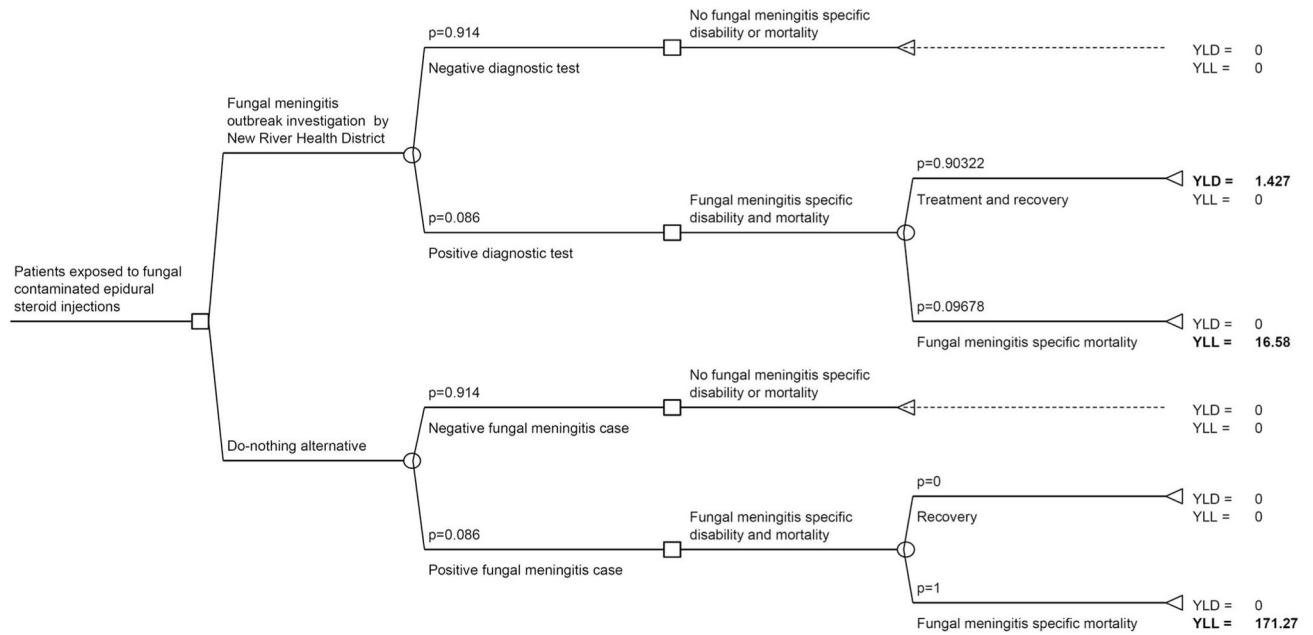 No fungal meningitis specific
disability or mortality
p=0.914
Negative diagnostic test
YLD = 0
YLL = 0
Fungal meningitis
outbreak investigation by
New River Health District
p=0.90322
Treatment and recovery
YLD = 1.427
YLL = 0
Fungal meningitis specific
disability and mortality
p=0.086
Positive diagnostic test
Patients exposed to fungal
contaminated epidural
steroid injections
p=0.09678
Fungal meningitis specific mortality
YLD = 0
YLL = 16.58
No fungal meningitis specific
disability or mortality
p=0.914
Negative fungal meningitis case
YLD = 0
YLL = 0
Do-nothing alternative
p=0
Recovery
YLD = 0
YLL = 0
Fungal meningitis specific
disability and mortality
p=0.086
Positive fungal meningitis case
p=1
Fungal meningitis specific mortality
YLD = 0
YLL = 171.27